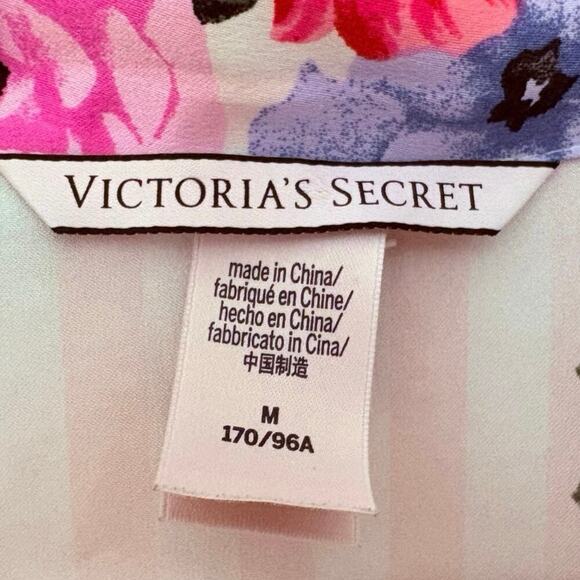 VICTORIA'S SECRET
made in China/
fabriqué en Chine/
hecho en China/
fabbricato in Cina/
中国制造
M
170/96A